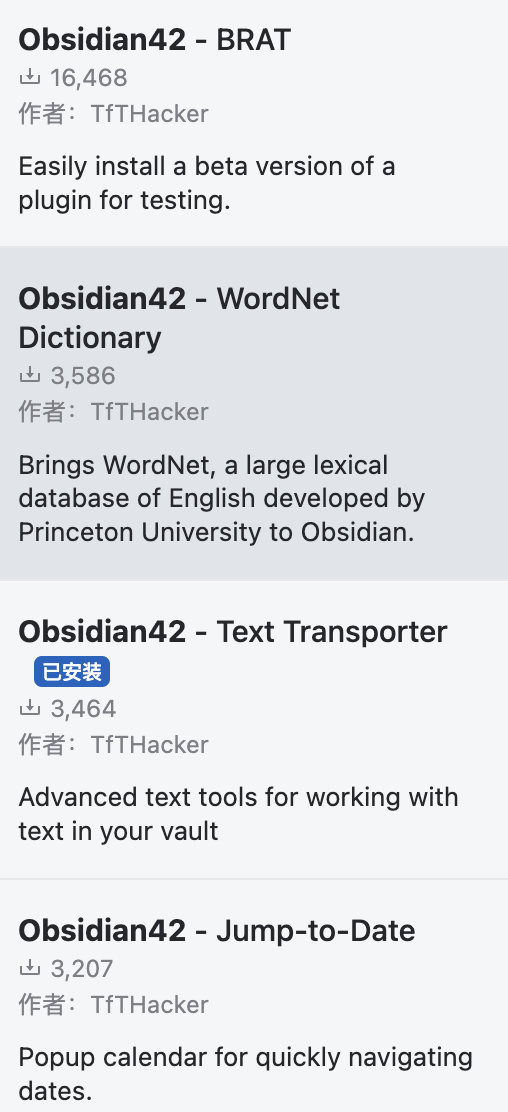 Obsidian42 - BRAT
16,468
作者：TfTHacker
Easily install a beta version of a
plugin for testing.
Obsidian42 - WordNet
Dictionary
3,586
作者：TfTHacker
Brings WordNet, a large lexical
database of English developed by
Princeton University to Obsidian.
Obsidian42 - Text Transporter
已安装
3,464
作者：TfTHacker
Advanced text tools for working with
text in your vault
Obsidian42 - Jump-to-Date
3,207
作者：TfTHacker
Popup calendar for quickly navigating
dates.